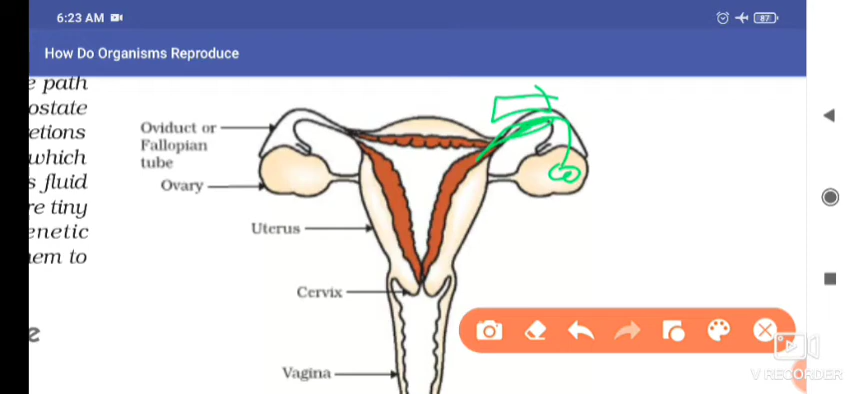 6:23 AM
87
How Do Organisms Reproduce
path
ostate
etions
which
s fluid
re tiny
enetic
em to
e
Oviduct or
Fallopian
tube
Ovary
Uterus
Cervix
Vagina
V RECORDER